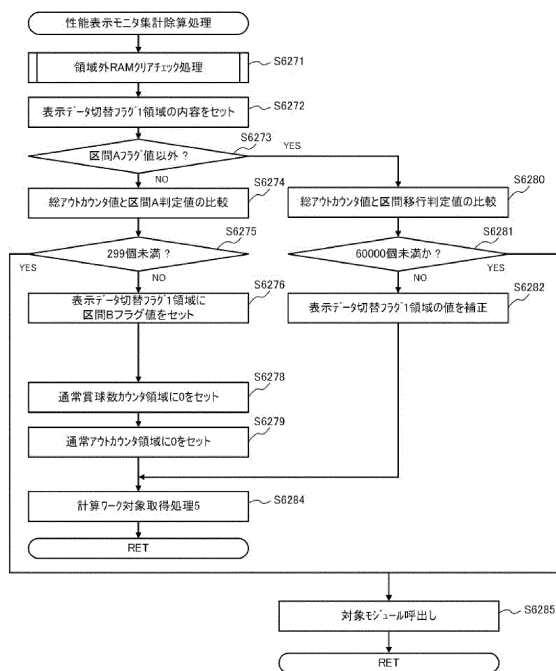 性能表示モニタ集計除算処理
領域外RAMクリアチェック処理
S6271
表示データ切替フラグ1領域の内容をセット
S6272
区間Aフラグ値以外?
S6273
YES
NO
総アウトカウンタ値と区間A判定値の比較
S6274
総アウトカウンタ値と区間移行判定値の比較
S6280
299個未満?
S6275
YES
NO
60000個未満か?
S6281
YES
NO
表示データ切替フラグ1領域に
区間Bフラグ値をセット
S6276
表示データ切替フラグ1領域の値を補正
S6282
通常賞球数カウンタ領域に0をセット
S6278
通常アウトカウンタ領域に0をセット
S6279
計算ワーク対象取得処理5
S6284
RET
対象モジュール呼出し
S6285
RET